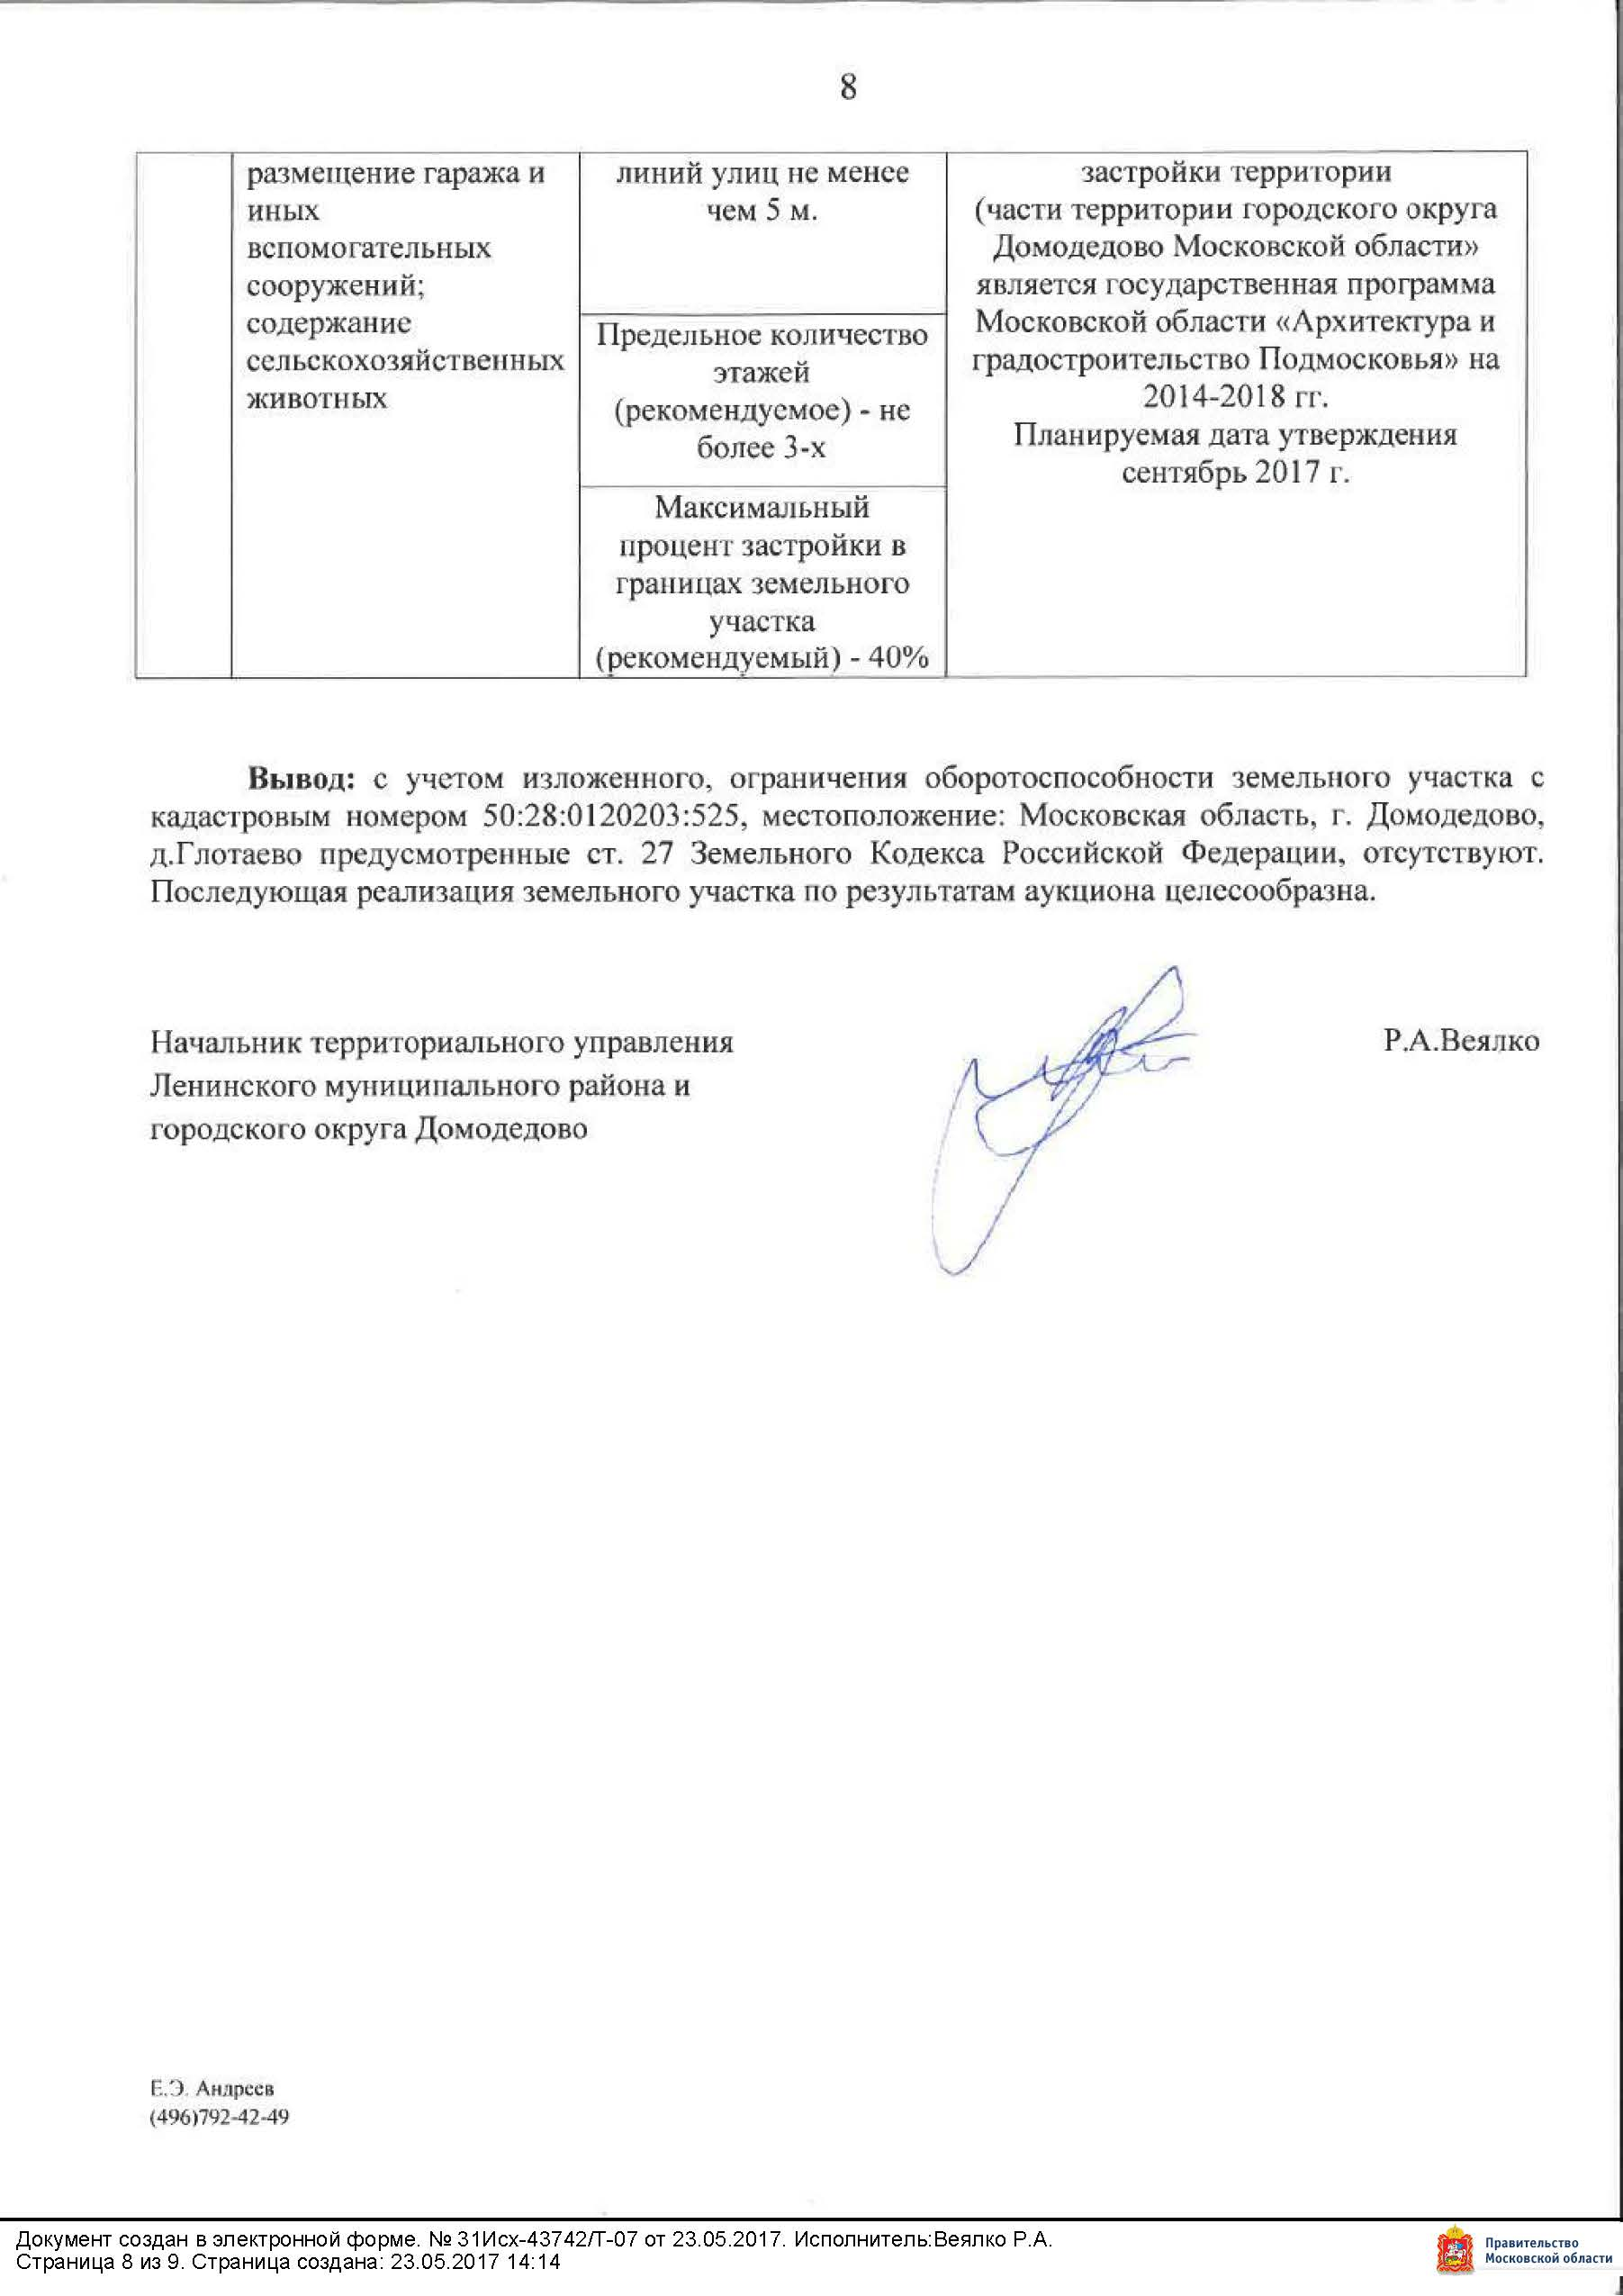 8
размещение гаража и
иных
вспомогательных
сооружений;
содержание
сельскохозяйственных
животных
линий улиц не менее
чем 5 м.
Предельное количество
этажей
(рекомендуемое) - не
более 3-х
Максимальный
процент застройки в
границах земельного
участка
(рекомендуемый) - 40%
застройки территории
(части территории городского округа
Домодедово Московской области»
является государственная программа
Московской области «Архитектура и
градостроительство Подмосковья» на
2014-2018 гг.
Планируемая дата утверждения
сентябрь 2017 г.
Вывод: с учетом изложенного, ограничения оборотоспособности земельного участка с
кадастровым номером 50:28:0120203:525, местоположение: Московская область, г. Домодедово,
д.Глотаево предусмотренные ст. 27 Земельного Кодекса Российской Федерации, отсутствуют.
Последующая реализация земельного участка по результатам аукциона целесообразна.
Начальник территориального управления
Ленинского муниципального района и
городского округа Домодедово
Р.А.Веялко
Е.Э. Андреев
(496)792-42-49
Документ создан в электронной форме. № 31Исх-43742/Т-07 от 23.05.2017. Исполнитель:Веялко Р.А.
Страница 8 из 9. Страница создана: 23.05.2017 14:14
Правительство
Московской области